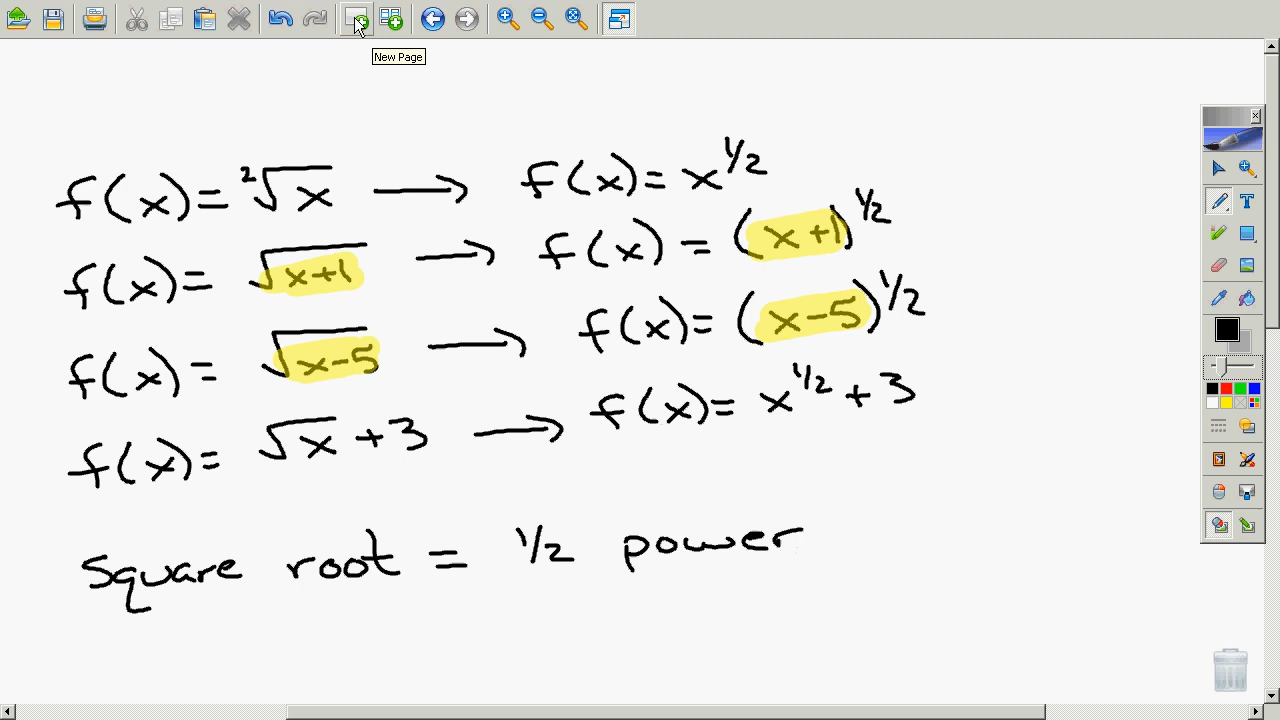 New Page
f(x) = ²√x → f(x) = x^1/2
f(x) = √x+1 → f(x) = (x+1)^1/2
f(x) = √x-5 → f(x) = (x-5)^1/2
f(x) = √x +3 → f(x) = x^1/2 + 3
square root = 1/2 power